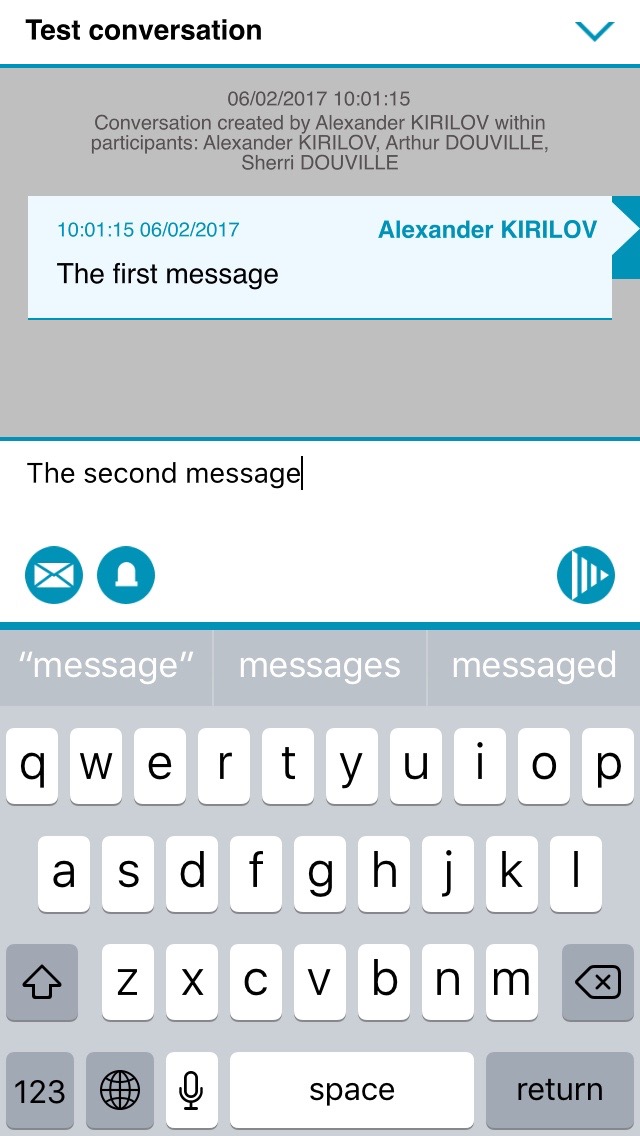 Test conversation
06/02/2017 10:01:15
Conversation created by Alexander KIRILOV within
participants: Alexander KIRILOV, Arthur DOUVILLE,
Sherri DOUVILLE
10:01:15 06/02/2017 Alexander KIRILOV
The first message
The second message
“message” messages messaged
q w e r t y u i o p
a s d f g h j k l
z x c v b n m
123 space return